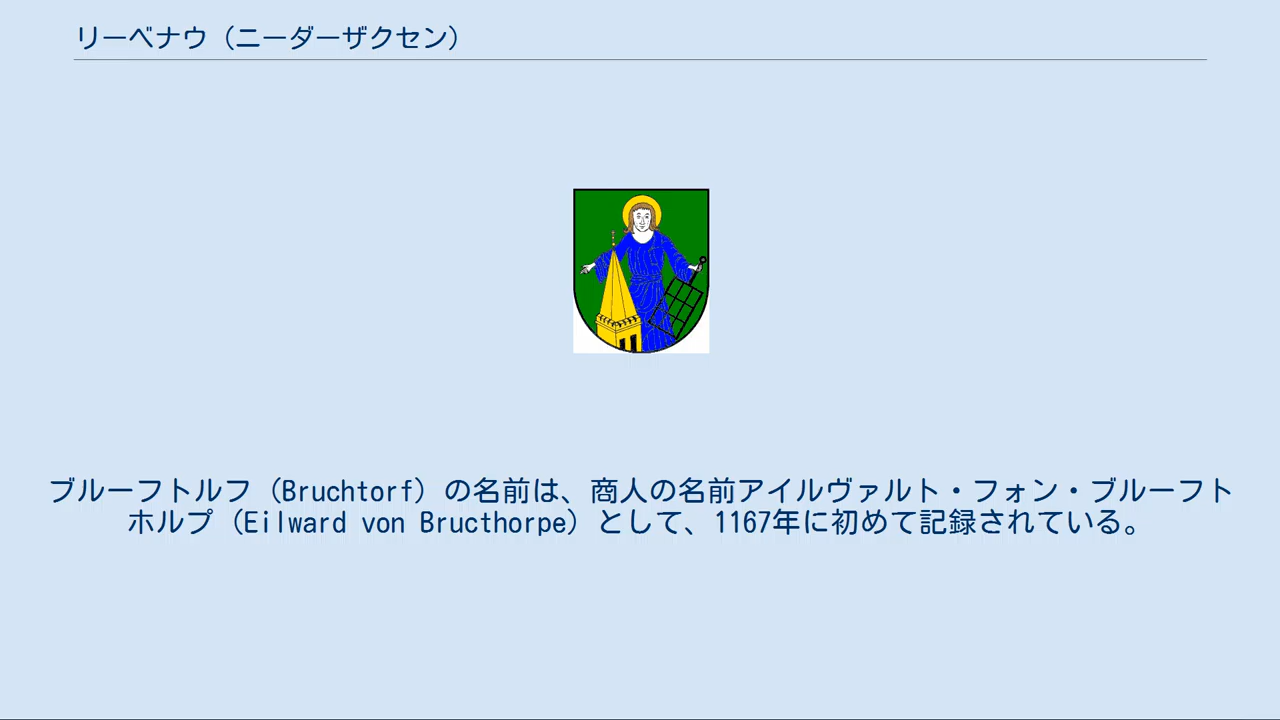 リーベナウ（ニーダーザクセン）
ブルーフトルフ（Bruchtorf）の名前は、商人の名前アイルヴァルト・フォン・ブルーフト
ホルプ（Eilward von Bructhorpe）として、1167年に初めて記録されている。